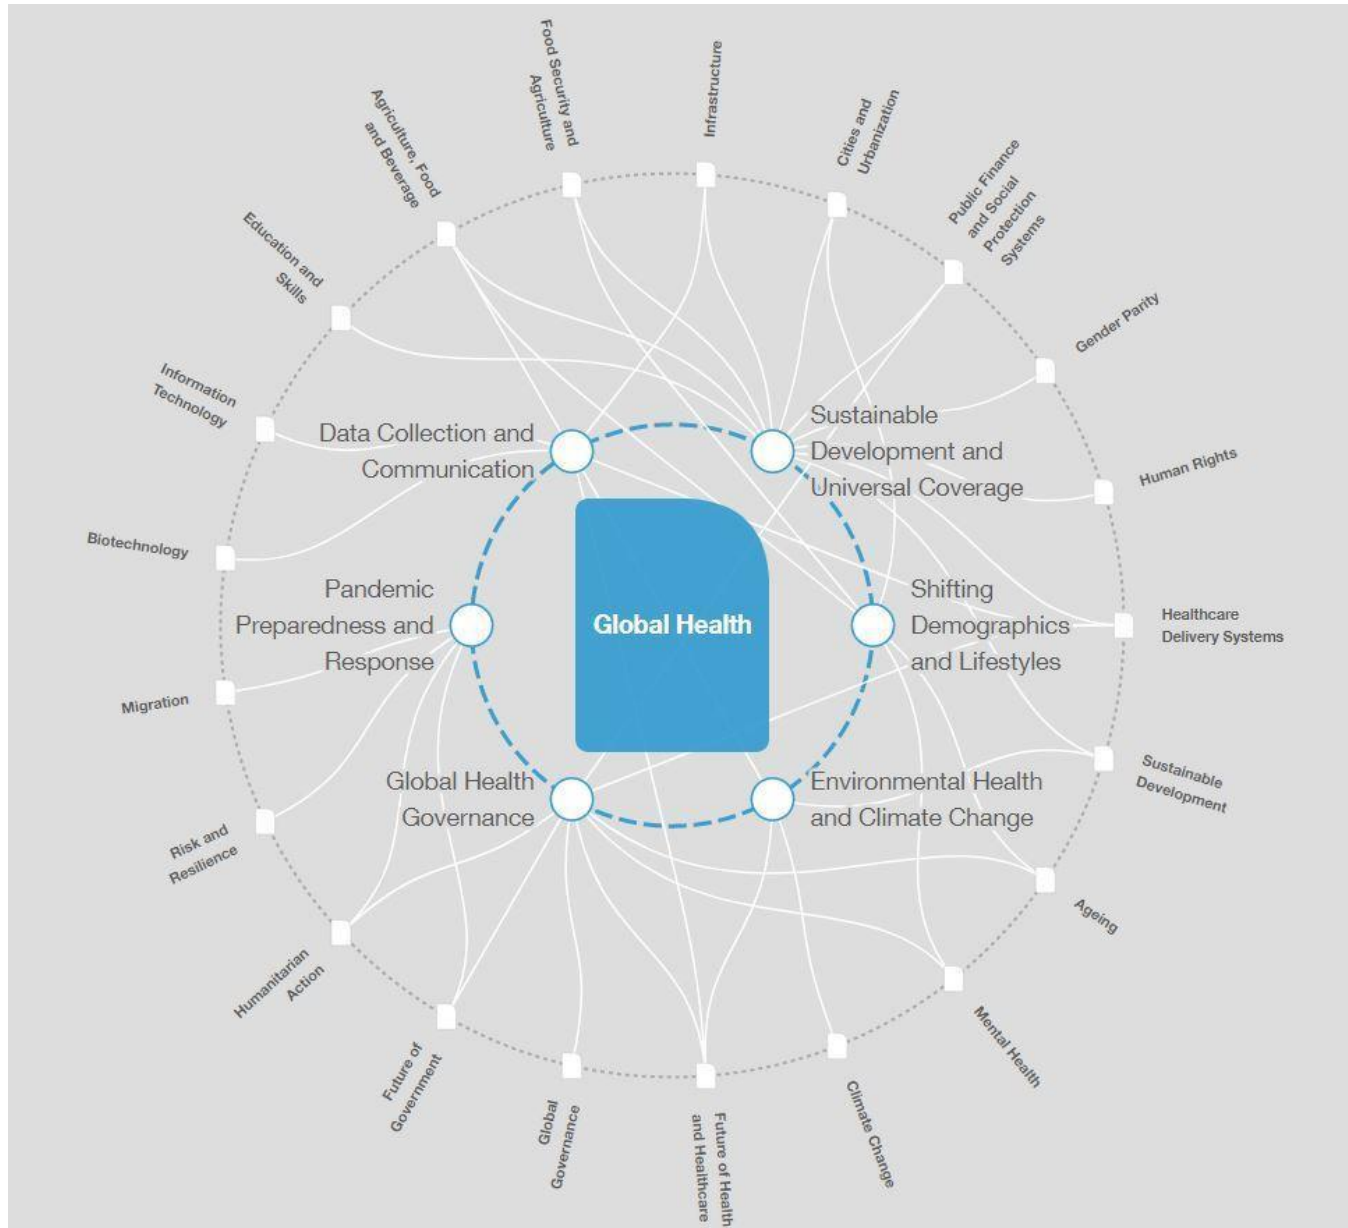 Food Security and
Agriculture
Infrastructure
Cities and
Urbanization
Public Finance
and Social
Protection
Systems
Gender Parity
Human Rights
Healthcare
Delivery Systems
Sustainable
Development
Ageing
Mental Health
Climate Change
Future of Health
and Healthcare
Global
Governance
Future of
Government
Humanitarian
Action
Risk and
Resilience
Migration
Biotechnology
Information
Technology
Education and
Skills
Agriculture, Food
and Beverage
Data Collection and
Communication
Sustainable
Development and
Universal Coverage
Pandemic
Preparedness and
Response
Global Health
Shifting
Demographics
and Lifestyles
Global Health
Governance
Environmental Health
and Climate Change